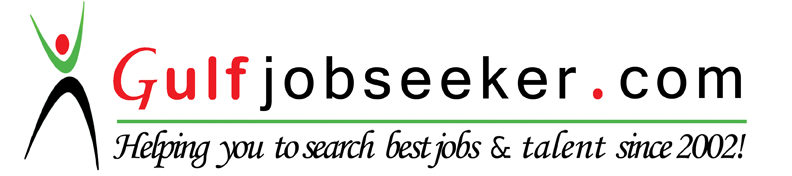 Gulfjobseeker.com
Helping you to search best jobs & talent since 2002!